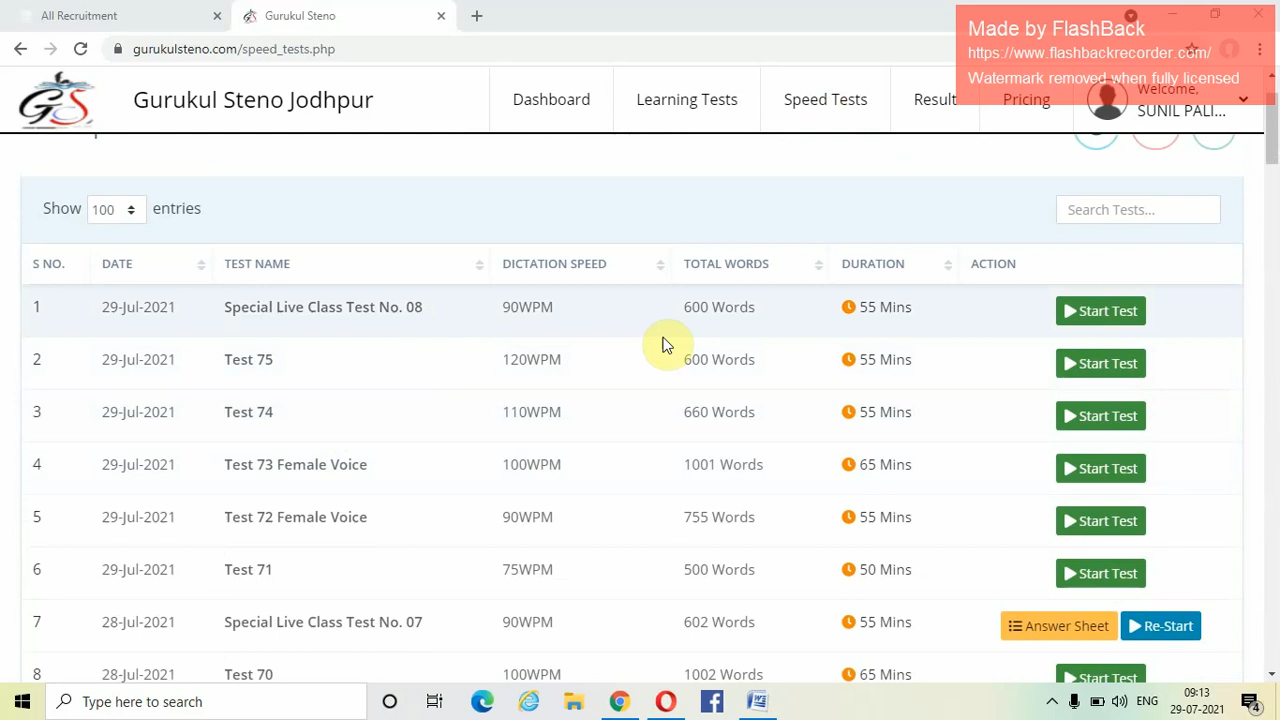 All Recruitment
Gurukul Steno
Made by FlashBack
https://www.flashbackrecorder.com/
Watermark removed when fully licensed
gurukulsteno.com/speed_tests.php
GS
Gurukul Steno Jodhpur
Dashboard
Learning Tests
Speed Tests
Result
Pricing
Welcome,
SUNIL PALI...
Show 100 entries
Search Tests...
S NO. DATE TEST NAME DICTATION SPEED TOTAL WORDS DURATION ACTION
1 29-Jul-2021 Special Live Class Test No. 08 90WPM 600 Words 55 Mins Start Test
2 29-Jul-2021 Test 75 120WPM 600 Words 55 Mins Start Test
3 29-Jul-2021 Test 74 110WPM 660 Words 55 Mins Start Test
4 29-Jul-2021 Test 73 Female Voice 100WPM 1001 Words 65 Mins Start Test
5 29-Jul-2021 Test 72 Female Voice 90WPM 755 Words 55 Mins Start Test
6 29-Jul-2021 Test 71 75WPM 500 Words 50 Mins Start Test
7 28-Jul-2021 Special Live Class Test No. 07 90WPM 602 Words 55 Mins Answer Sheet Re-Start
8 28-Jul-2021 Test 70 100WPM 1002 Words 65 Mins Start Test
Type here to search
ENG
09:13
29-07-2021
4